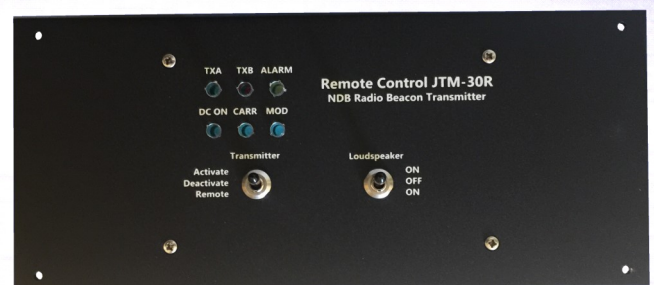 TXA TXB ALARM
Remote Control JTM-30R
NDB Radio Beacon Transmitter
DC ON CARR MOD
Transmitter
Activate
Deactivate
Remote
Loudspeaker
ON
OFF
ON